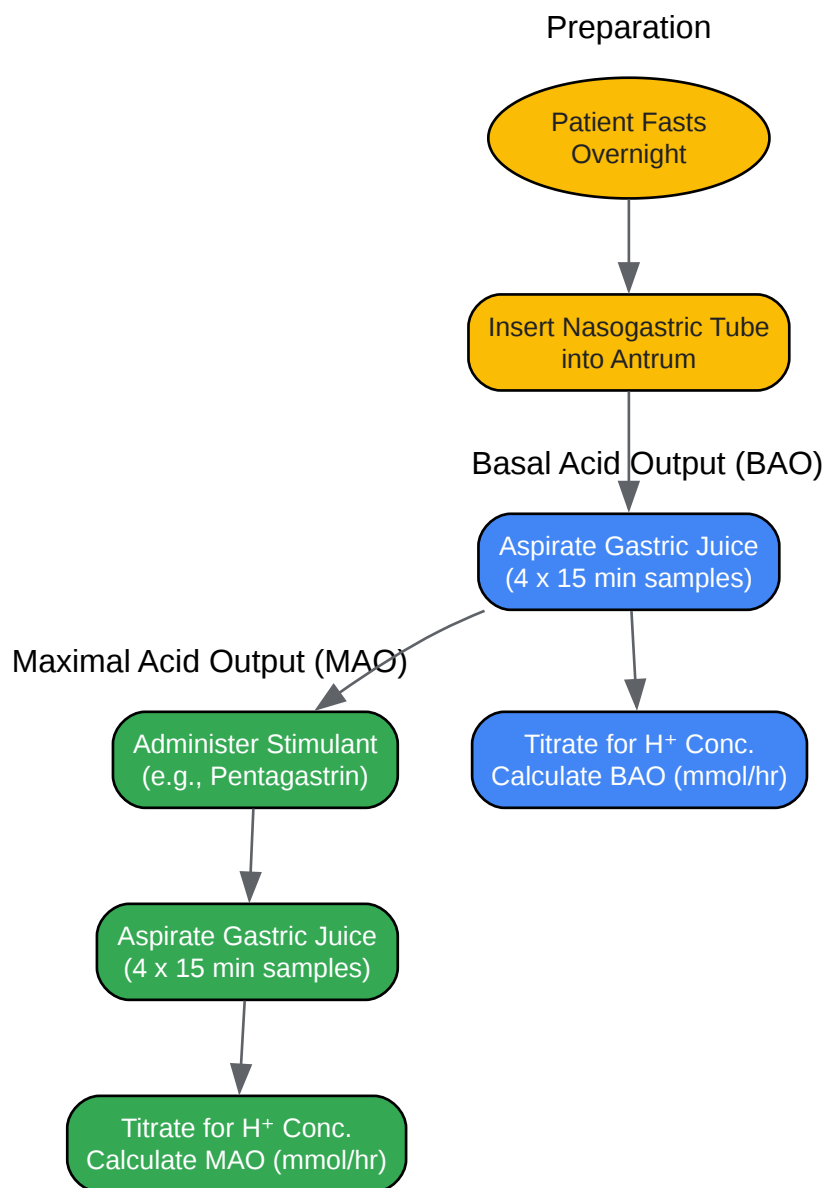 Preparation
Patient Fasts
Overnight
Insert Nasogastric Tube
into Antrum
Basal Acid Output (BAO)
Aspirate Gastric Juice
(4 x 15 min samples)
Titrate for H⁺ Conc.
Calculate BAO (mmol/hr)
Maximal Acid Output (MAO)
Administer Stimulant
(e.g., Pentagastrin)
Aspirate Gastric Juice
(4 x 15 min samples)
Titrate for H⁺ Conc.
Calculate MAO (mmol/hr)